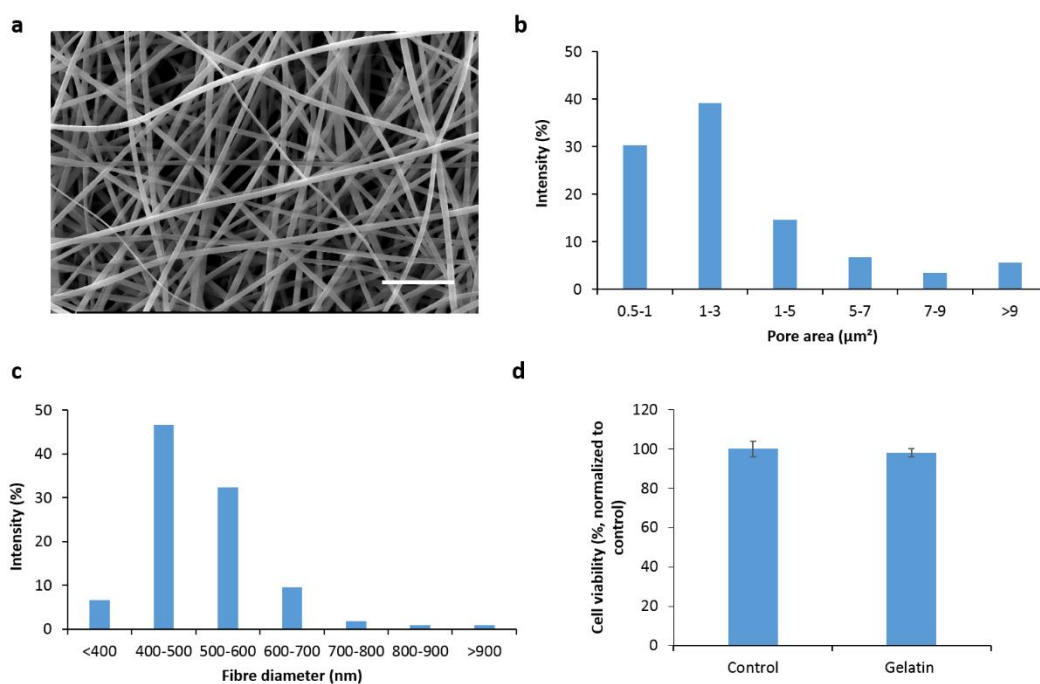 a
b
50
40
30
20
10
0
Intensity (%)
0.5-1 1-3 1-5 5-7 7-9 >9
Pore area (µm²)
c
50
40
30
20
10
0
Intensity (%)
<400 400-500 500-600 600-700 700-800 800-900 >900
Fibre diameter (nm)
d
120
100
80
60
40
20
0
Cell viability (%, normalized to
control)
Control Gelatin